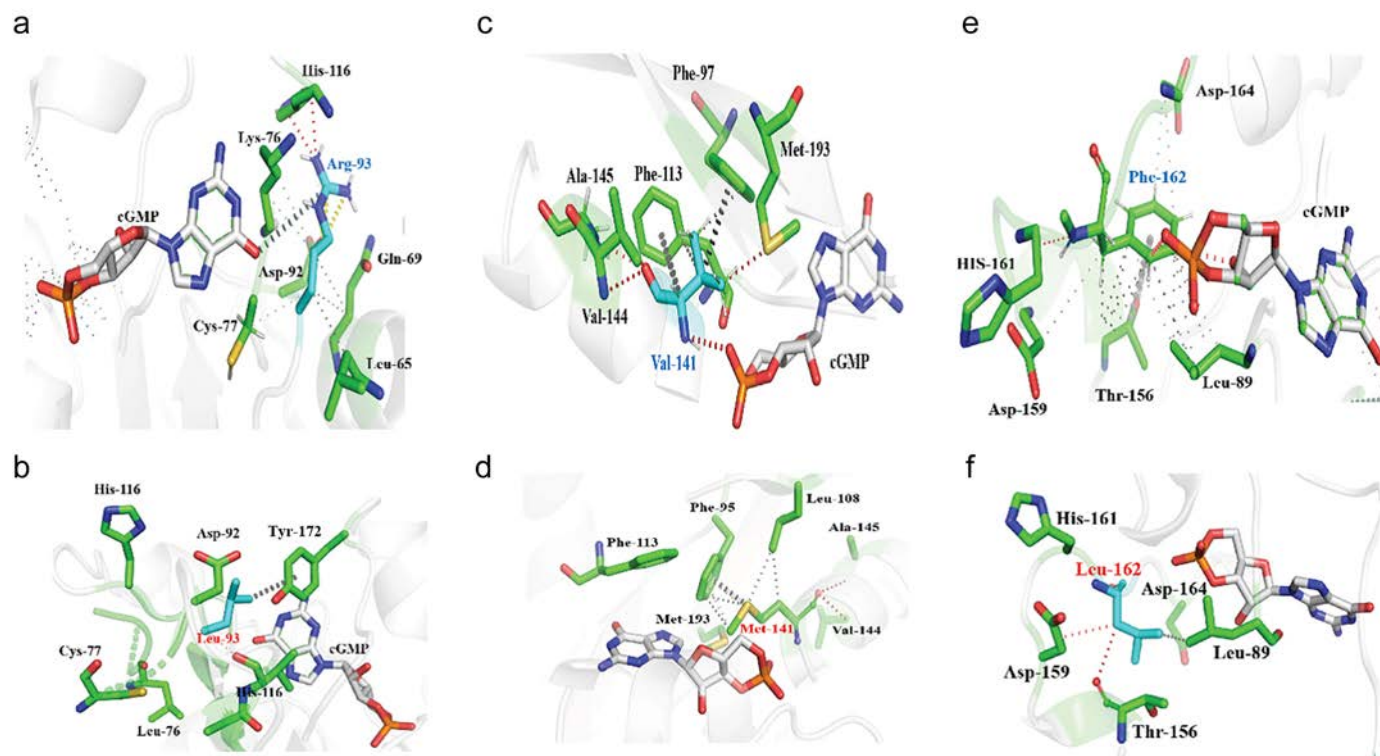 a
His-116
Lys-76
Arg-93
cGMP
Gln-69
Asp-92
Cys-77
Leu-65
b
His-116
Asp-92
Tyr-172
Leu-93
cGMP
Cys-77
His-116
Leu-76
c
Phe-97
Met-193
Phe-113
Ala-145
Val-144
Val-141
cGMP
d
Leu-108
Phe-95
Ala-145
Phe-113
Met-193
Met-141
Val-144
e
Asp-164
Phe-162
cGMP
HIS-161
Leu-89
Thr-156
Asp-159
f
His-161
Leu-162
Asp-164
Leu-89
Asp-159
Thr-156